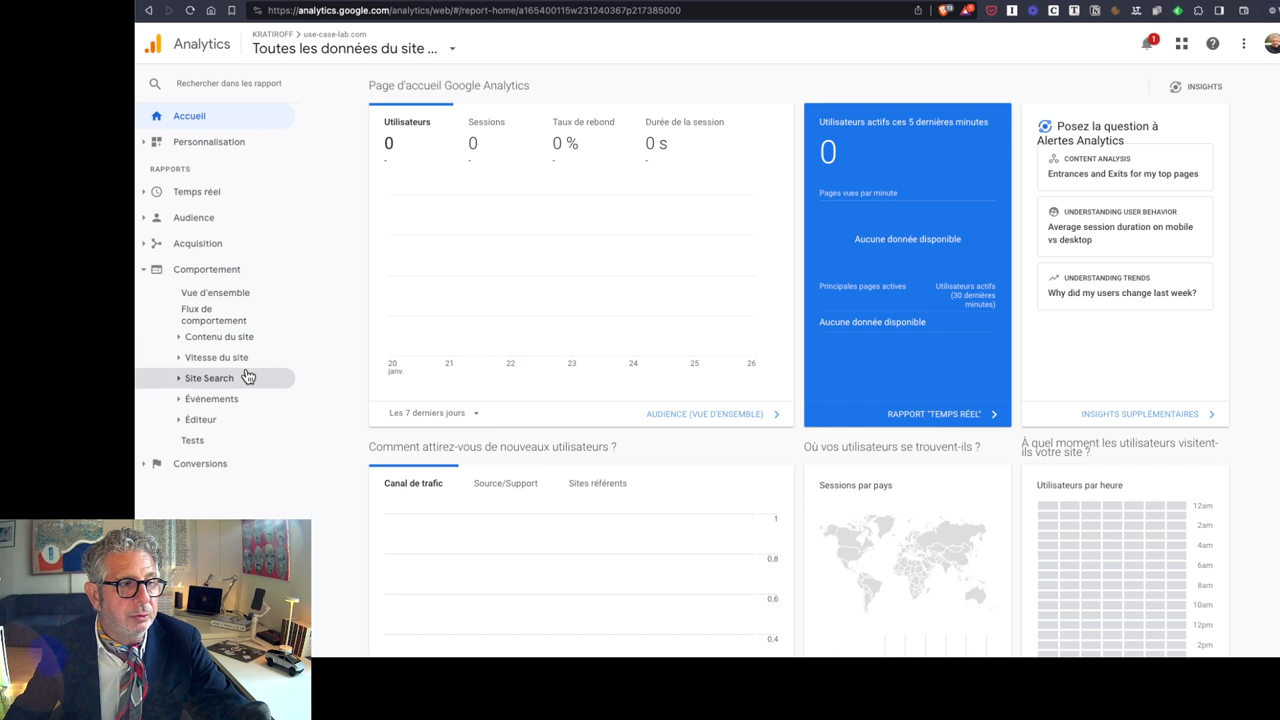 https://analytics.google.com/analytics/web/#/report-home/a165400115w231240367p217385000
Analytics
KRATIROFF > use-case-lab.com
Toutes les données du site ...
1
Rechercher dans les rapport
Accueil
Personnalisation
RAPPORTS
Temps réel
Audience
Acquisition
Comportement
Vue d'ensemble
Flux de
comportement
Contenu du site
Vitesse du site
Site Search
Événements
Éditeur
Tests
Conversions
Page d'accueil Google Analytics
INSIGHTS
Utilisateurs
Sessions
Taux de rebond
Durée de la session
0
0
0 %
0 s
-
-
-
-
20
janv.
21
22
23
24
25
26
Les 7 derniers jours
AUDIENCE (VUE D'ENSEMBLE)
Utilisateurs actifs ces 5 dernières minutes
0
Pages vues par minute
Aucune donnée disponible
Principales pages actives
Utilisateurs actifs
(30 dernières
minutes)
Aucune donnée disponible
RAPPORT "TEMPS RÉEL"
Posez la question à
Alertes Analytics
CONTENT ANALYSIS
Entrances and Exits for my top pages
UNDERSTANDING USER BEHAVIOR
Average session duration on mobile
vs desktop
UNDERSTANDING TRENDS
Why did my users change last week?
INSIGHTS SUPPLÉMENTAIRES
Comment attirez-vous de nouveaux utilisateurs ?
Canal de trafic
Source/Support
Sites référents
1
0,8
0,6
0,4
Où vos utilisateurs se trouvent-ils ?
Sessions par pays
À quel moment les utilisateurs visitent-
ils votre site ?
Utilisateurs par heure
12am
2am
4am
6am
8am
10am
12pm
2pm